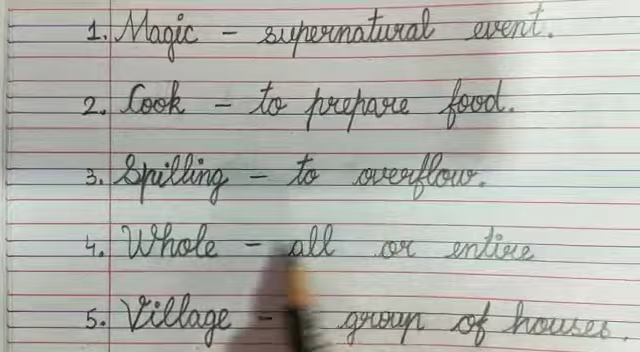 1. Magic - supernatural event.
2. Cook - to prepare food.
3. Spilling - to overflow.
4. Whole - all or entire
5. Village - group of houses.